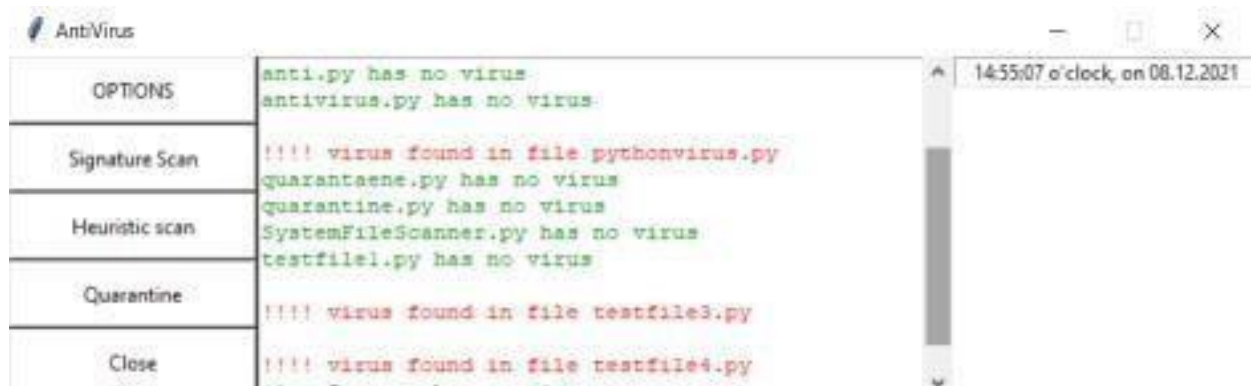 AntiVirus
OPTIONS
Signature Scan
Heuristic scan
Quarantine
Close
anti.py has no virus
antivirus.py has no virus
!!!! virus found in file pythonvirus.py
quarantaene.py has no virus
quarantine.py has no virus
SystemFileScanner.py has no virus
testfile1.py has no virus
!!!! virus found in file testfile3.py
!!!! virus found in file testfile4.py
14:55:07 o'clock, on 08.12.2021